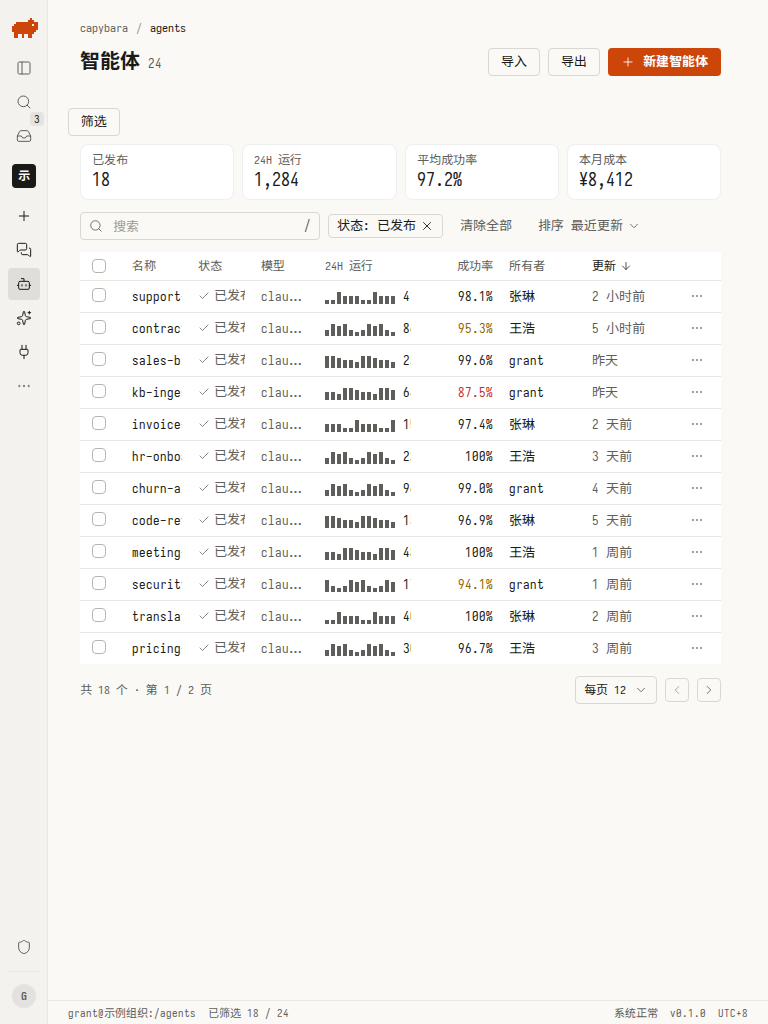 capybara / agents
智能体 24
导入
导出
新建智能体
3
示
筛选
已发布
18
24H 运行
1,284
平均成功率
97.2%
本月成本
¥8,412
搜索 /
状态: 已发布
清除全部
排序 最近更新
名称 状态 模型 24H 运行 成功率 所有者 更新
support 已发 clau... 4 98.1% 张琳 2 小时前
contrac 已发 clau... 8 95.3% 王浩 5 小时前
sales-b 已发 clau... 2 99.6% grant 昨天
kb-inge 已发 clau... 6 87.5% grant 昨天
invoice 已发 clau... 1 97.4% 张琳 2 天前
hr-onbo 已发 clau... 2 100% 王浩 3 天前
churn-a 已发 clau... 9 99.0% grant 4 天前
code-re 已发 clau... 1 96.9% 张琳 5 天前
meeting 已发 clau... 4 100% 王浩 1 周前
securit 已发 clau... 1 94.1% grant 1 周前
transla 已发 clau... 4 100% 张琳 2 周前
pricing 已发 clau... 3 96.7% 王浩 3 周前
共 18 个 · 第 1 / 2 页
每页 12
G
grant@示例组织:/agents 已筛选 18 / 24
系统正常 v0.1.0 UTC+8